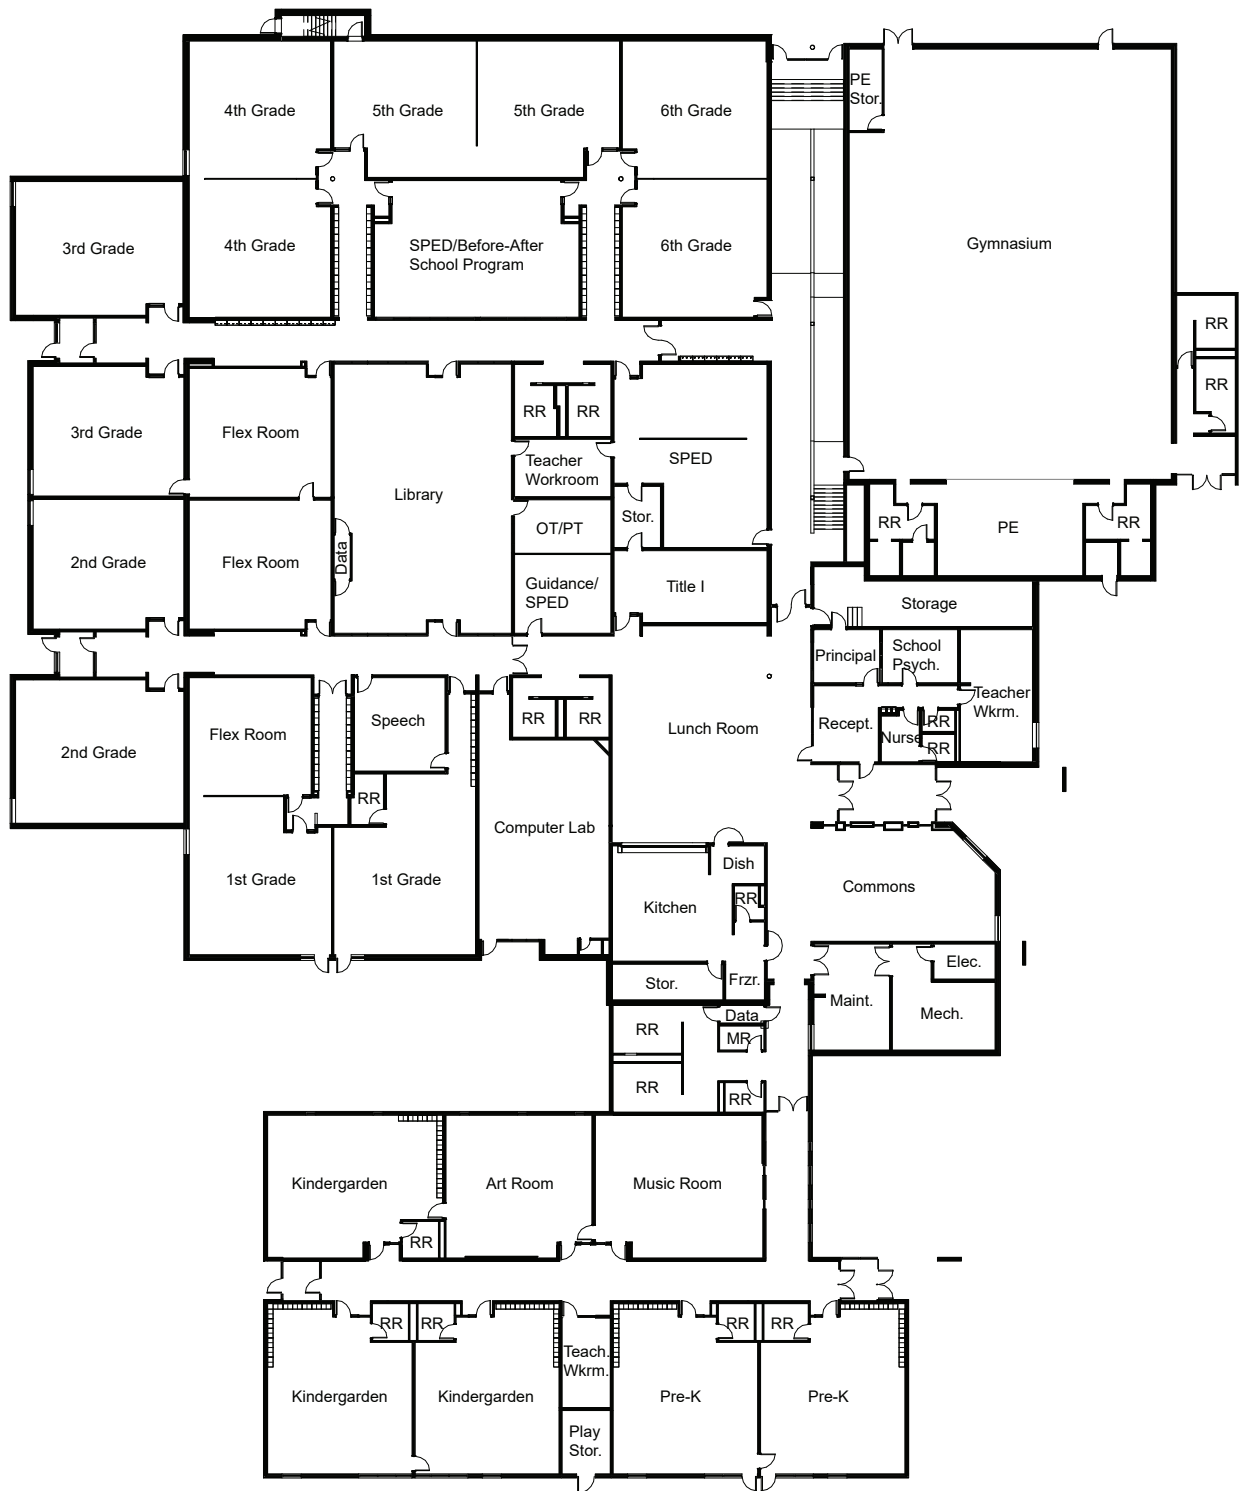 PE
Stor.
4th Grade
5th Grade
5th Grade
6th Grade
3rd Grade
4th Grade
SPED/Before-After
School Program
6th Grade
Gymnasium
RR
RR
3rd Grade
Flex Room
Library
RR
RR
Teacher
Workroom
SPED
Stor.
OT/PT
RR
PE
RR
2nd Grade
Flex Room
Data
Guidance/
SPED
Title I
Storage
Principal
School
Psych.
Teacher
Wkrm.
2nd Grade
Flex Room
Speech
RR
RR
Lunch Room
Recept.
Nurse
RR
RR
RR
Computer Lab
1st Grade
1st Grade
Dish
Kitchen
RR
Commons
Stor.
Frzr.
Maint.
Elec.
Mech.
Data
RR
MR
RR
RR
Kindergarden
RR
Art Room
Music Room
RR
RR
RR
RR
Teach.
Wkrm.
Kindergarden
Kindergarden
Pre-K
Pre-K
Play
Stor.